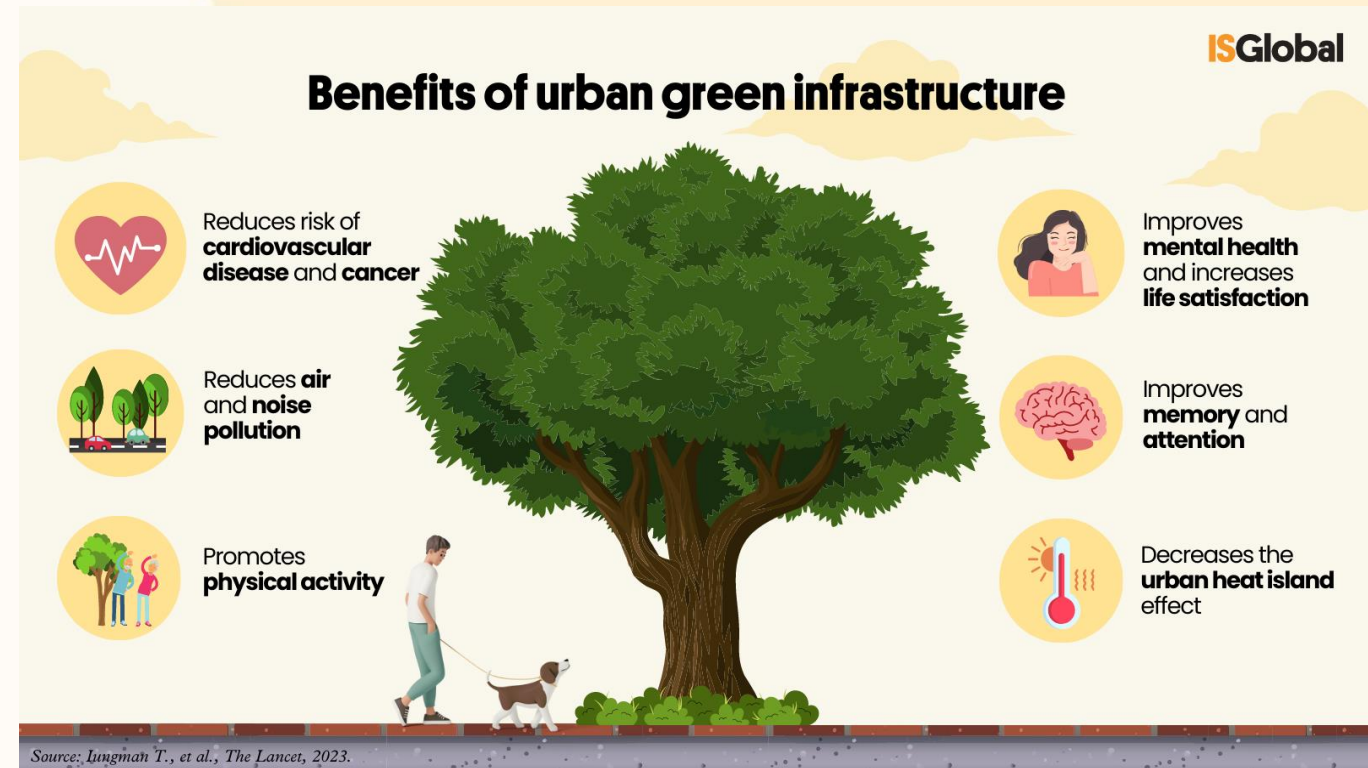 ISGlobal
Benefits of urban green infrastructure
Reduces risk of
cardiovascular
disease and cancer
Reduces air
and noise
pollution
Promotes
physical activity
Improves
mental health
and increases
life satisfaction
Improves
memory and
attention
Decreases the
urban heat island
effect
Source: Iungman T., et al., The Lancet, 2023.